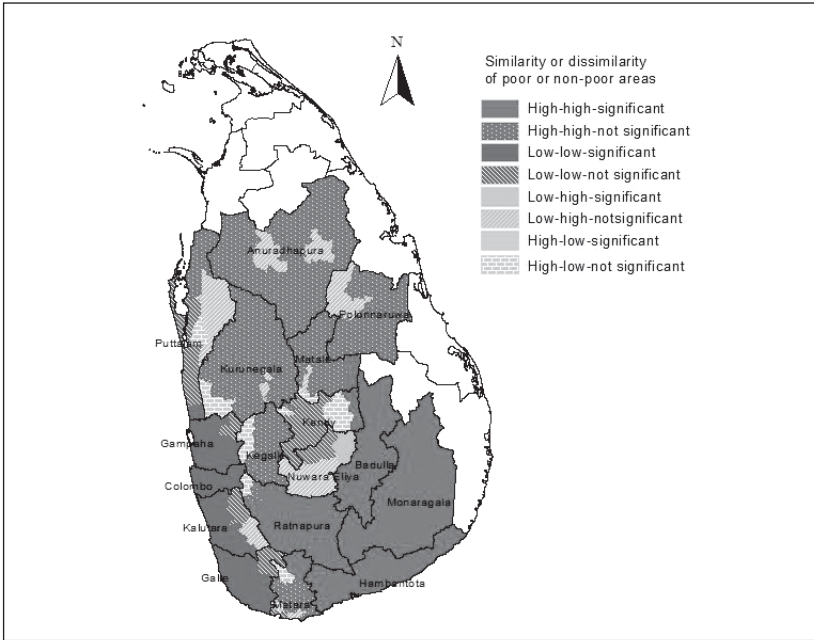 N
Similarity or dissimilarity
of poor or non-poor areas
High-high-significant
High-high-not significant
Low-low-significant
Low-low-not significant
Low-high-significant
Low-high-notsignificant
High-low-significant
High-low-not significant
Anuradhapura
Polonnaruwa
Puttalam
Kurunegala
Matale
Kandy
Gampaha
Kegalle
Badulla
Nuwara Eliya
Colombo
Monaragala
Kalutara
Ratnapura
Galle
Hambantota
Matara